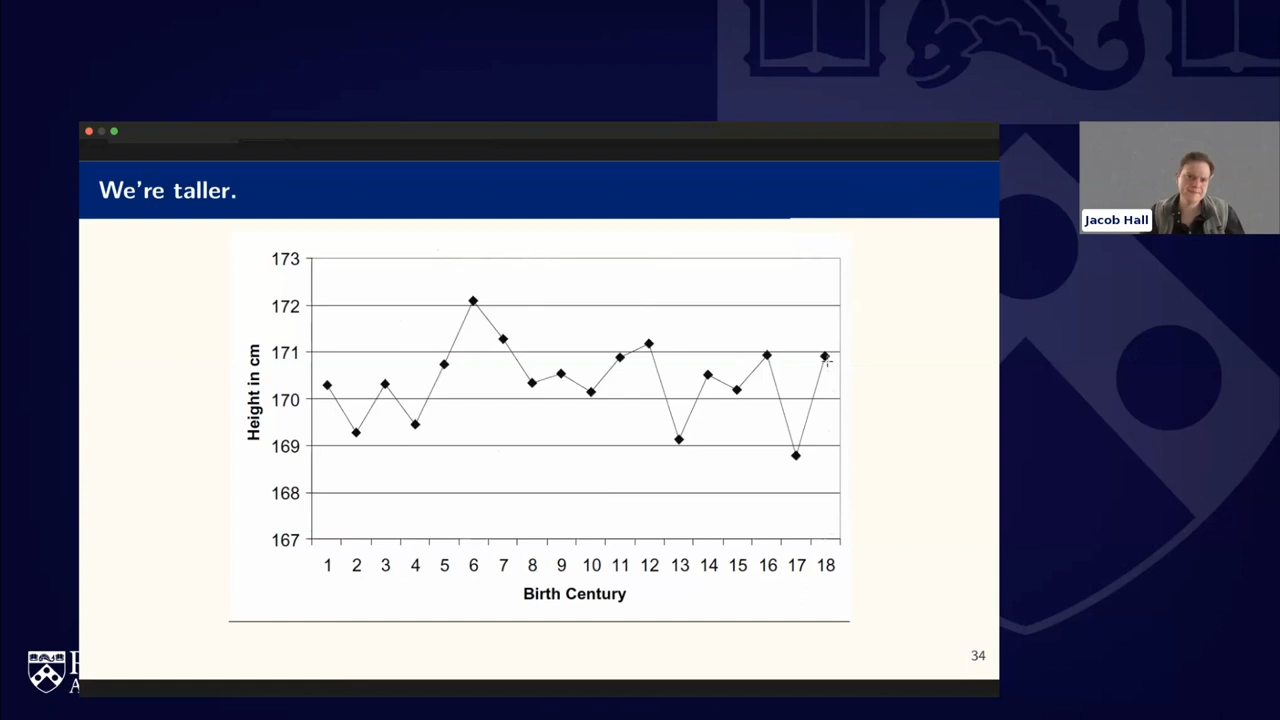 We're taller.
Jacob Hall
173
172
171
170
169
168
167
Height in cm
1 2 3 4 5 6 7 8 9 10 11 12 13 14 15 16 17 18
Birth Century
34